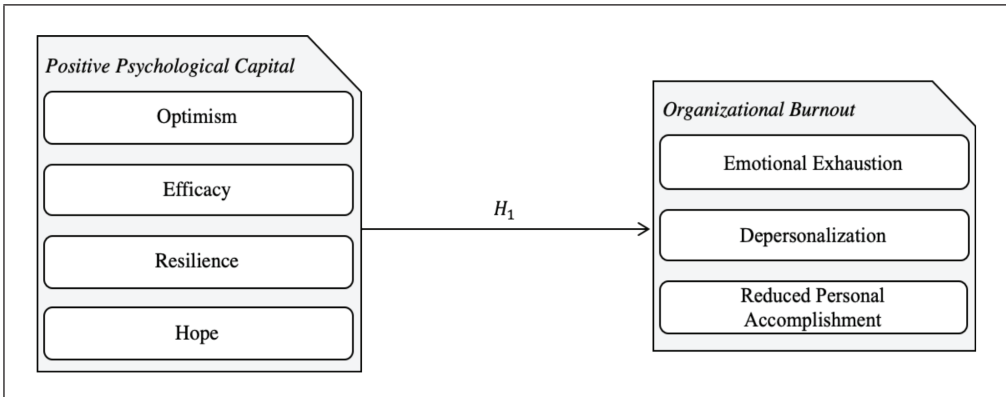 Positive Psychological Capital
Optimism
Efficacy
Resilience
Hope
H₁
Organizational Burnout
Emotional Exhaustion
Depersonalization
Reduced Personal
Accomplishment